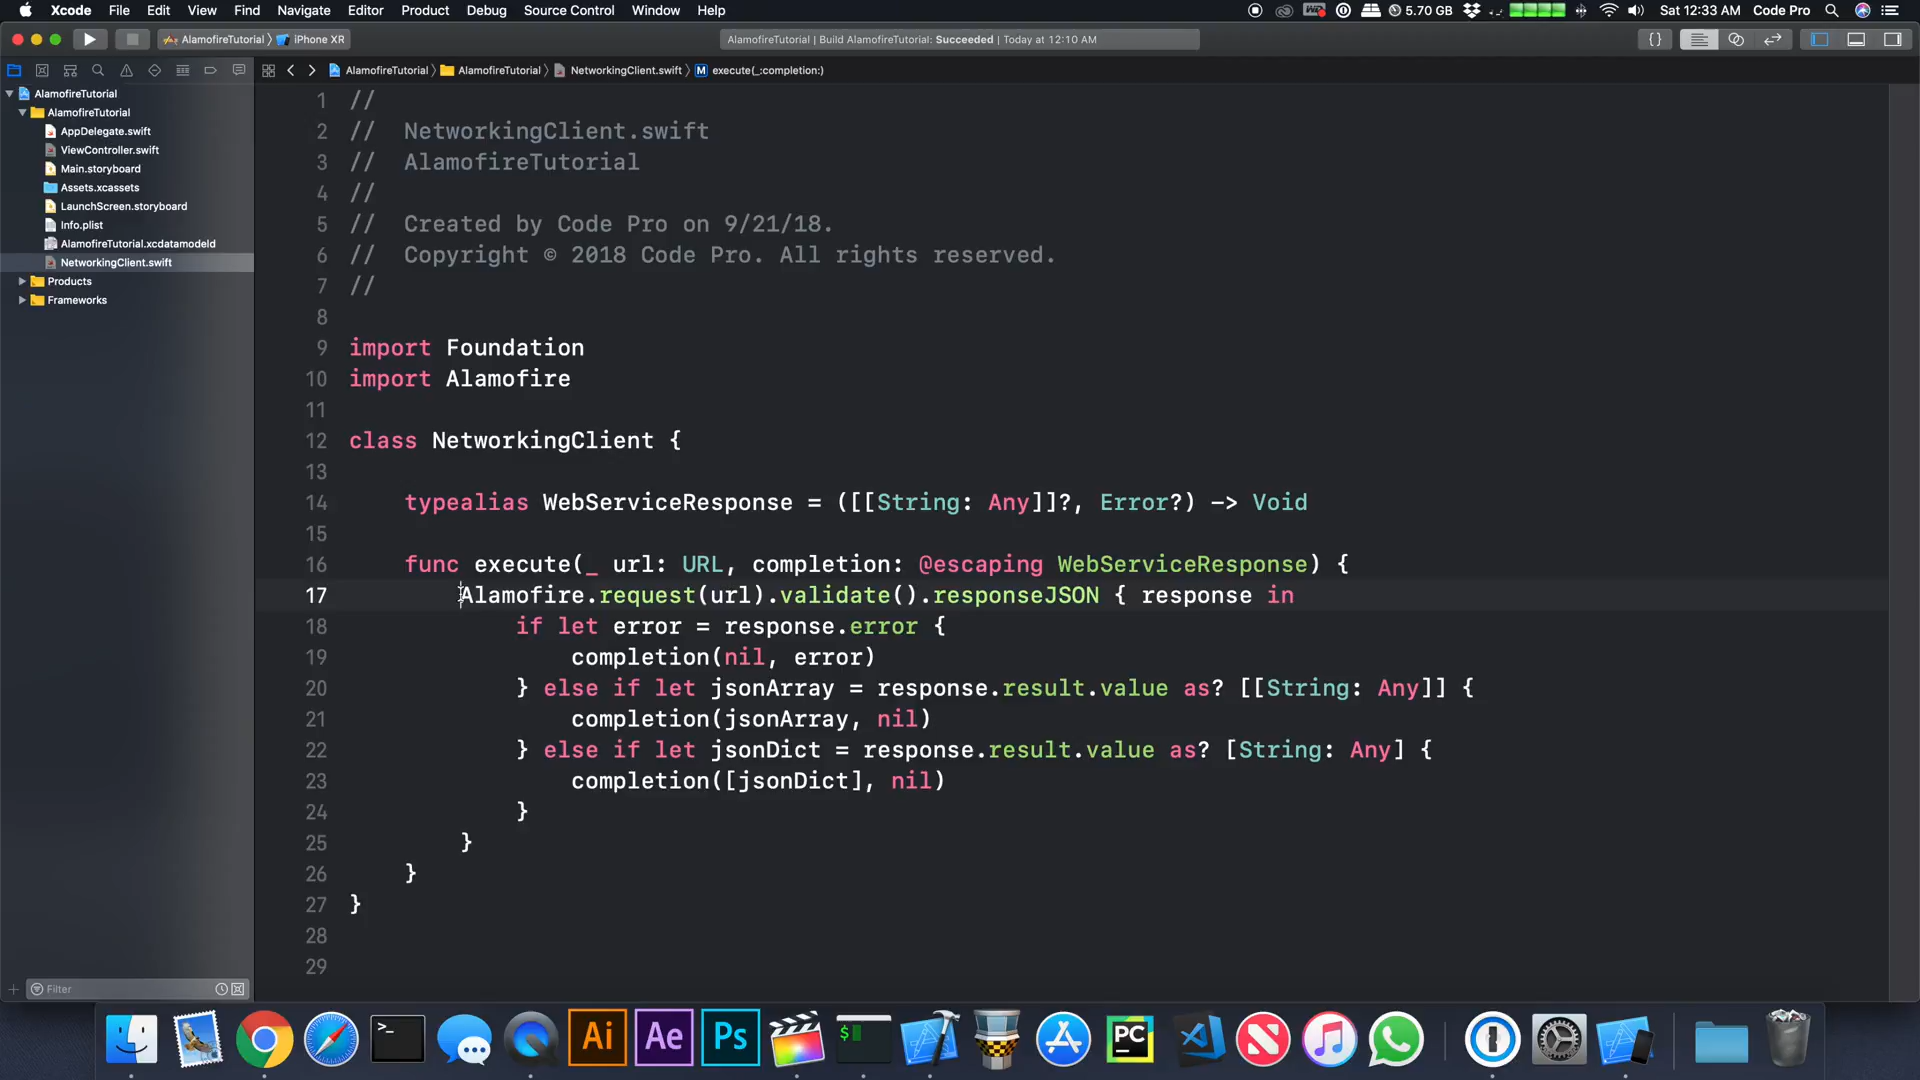 Xcode File Edit View Find Navigate Editor Product Debug Source Control Window Help 5.70 GB Sat 12:33 AM Code Pro
AlamofireTutorial iPhone XR
AlamofireTutorial | Build AlamofireTutorial: Succeeded | Today at 12:10 AM
{ }
AlamofireTutorial AlamofireTutorial NetworkingClient.swift M execute(_:completion:)
AlamofireTutorial
AlamofireTutorial
AppDelegate.swift
ViewController.swift
Main.storyboard
Assets.xcassets
LaunchScreen.storyboard
Info.plist
AlamofireTutorial.xcdatamodeld
NetworkingClient.swift
Products
Frameworks
Filter
1 //
2 // NetworkingClient.swift
3 // AlamofireTutorial
4 //
5 // Created by Code Pro on 9/21/18.
6 // Copyright © 2018 Code Pro. All rights reserved.
7 //
8
9 import Foundation
10 import Alamofire
11
12 class NetworkingClient {
13
14 typealias WebServiceResponse = ([[String: Any]]?, Error?) -> Void
15
16 func execute(_ url: URL, completion: @escaping WebServiceResponse) {
17 Alamofire.request(url).validate().responseJSON { response in
18 if let error = response.error {
19 completion(nil, error)
20 } else if let jsonArray = response.result.value as? [[String: Any]] {
21 completion(jsonArray, nil)
22 } else if let jsonDict = response.result.value as? [String: Any] {
23 completion([jsonDict], nil)
24 }
25 }
26 }
27 }
28
29
>_ Ai Ae Ps $ PC N